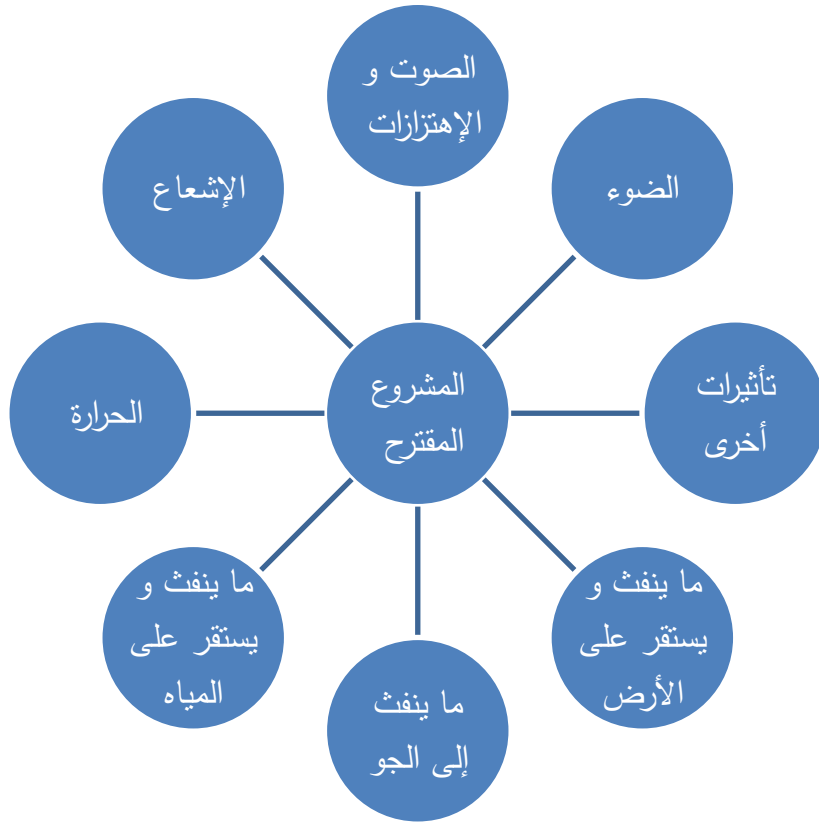 الصوت و
الإهتزازات
الضوء
تأثيرات
أخرى
ما ينفث و
يستقر على
الأرض
ما ينفث
إلى الجو
ما ينفث و
يستقر على
المياه
الحرارة
الإشعاع
المشروع
المقترح